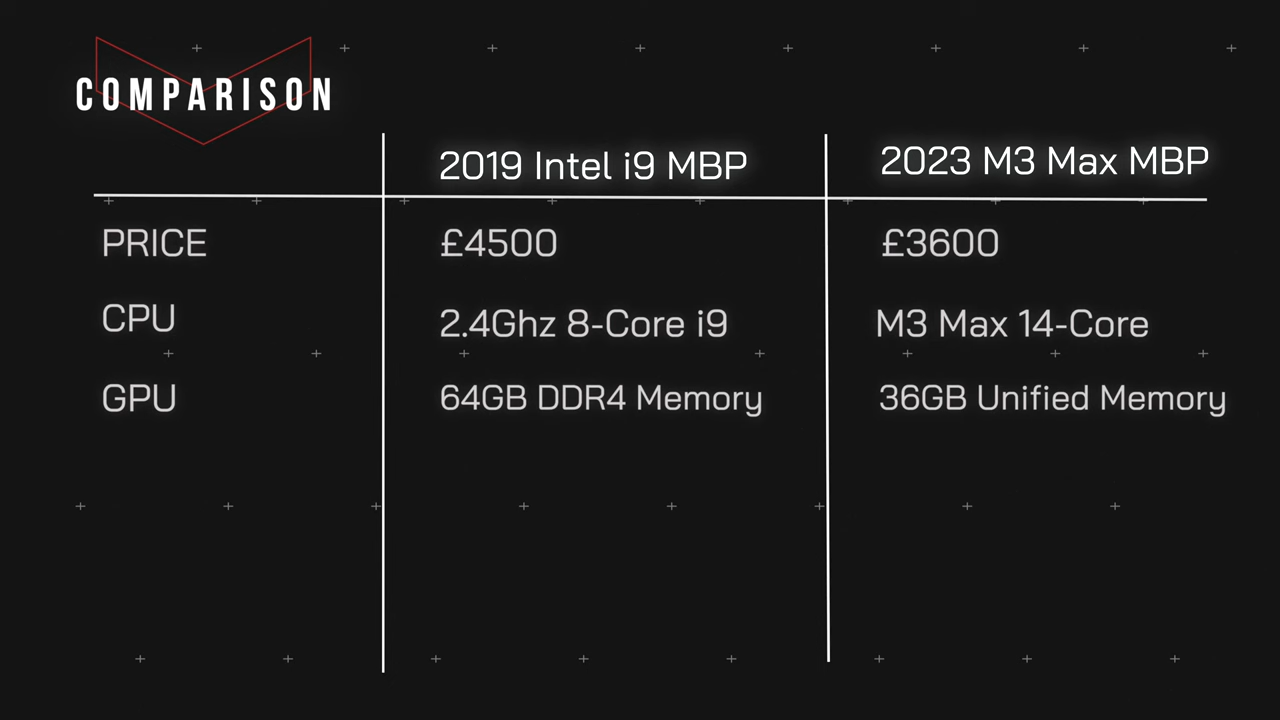 COMPARISON
2019 Intel i9 MBP 2023 M3 Max MBP
PRICE £4500 £3600
CPU 2.4Ghz 8-Core i9 M3 Max 14-Core
GPU 64GB DDR4 Memory 36GB Unified Memory